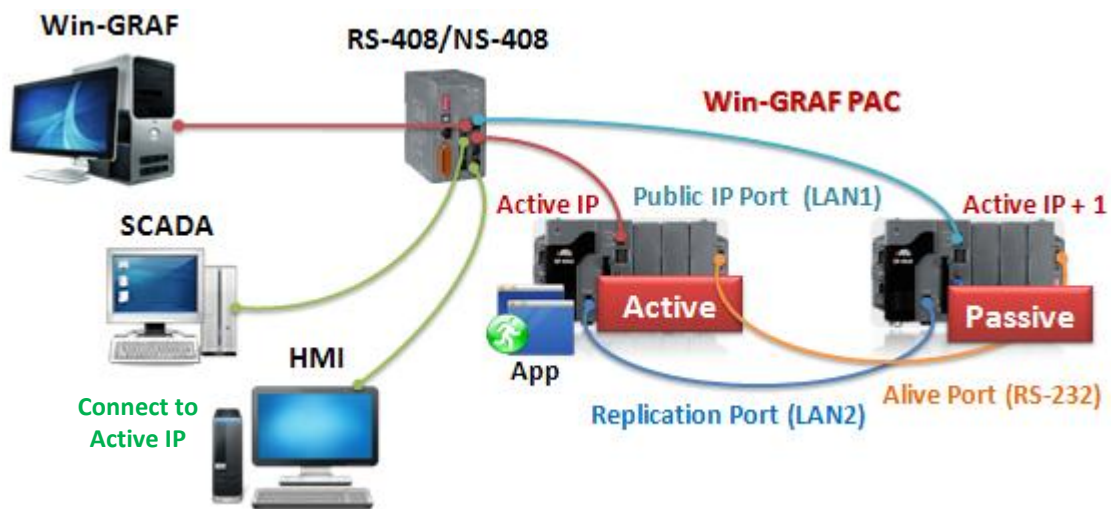 Win-GRAF
RS-408/NS-408
Win-GRAF PAC
Active IP
Public IP Port (LAN1)
Active IP + 1
SCADA
Active
Passive
App
HMI
Connect to
Active IP
Replication Port (LAN2)
Alive Port (RS-232)